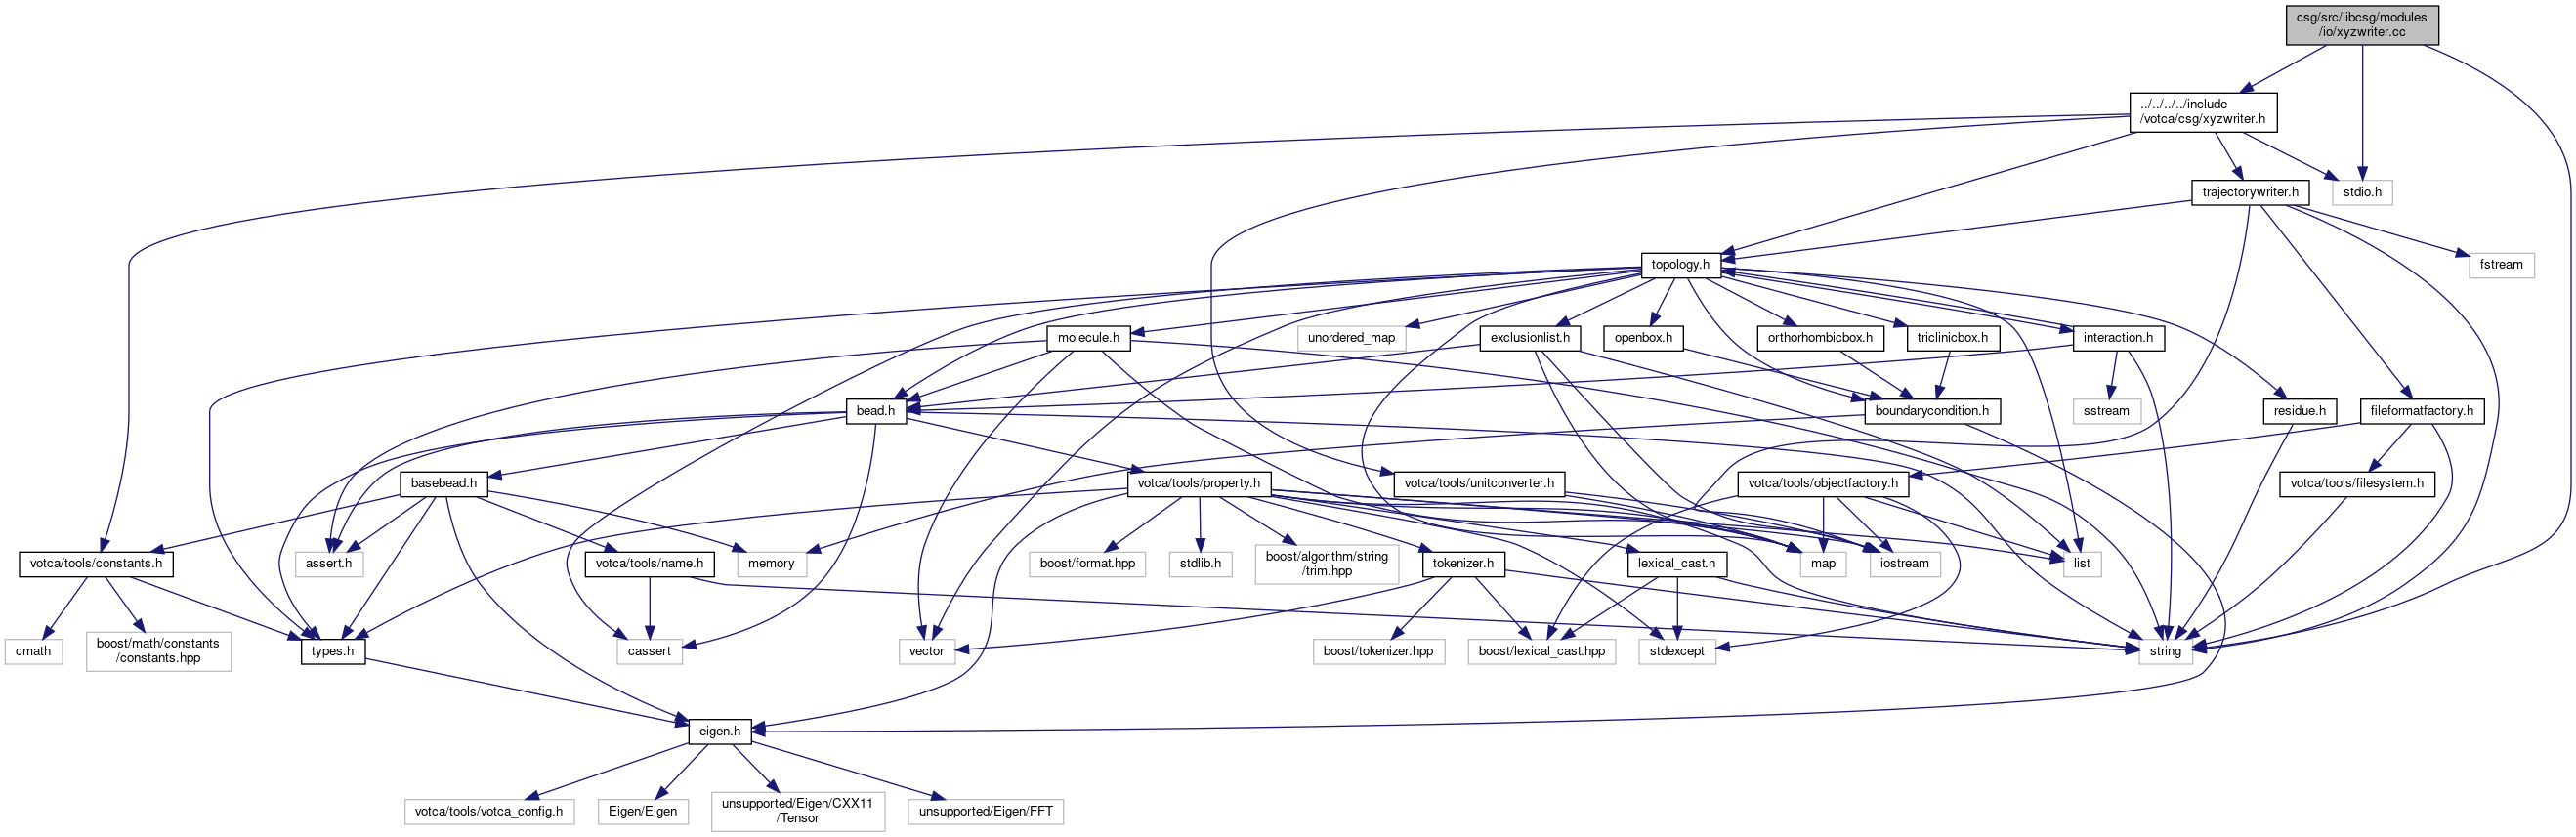 csg/src/libcsg/modules
/io/xyzwriter.cc
../../../../include
/votca/csg/xyzwriter.h
trajectorywriter.h
stdio.h
topology.h
fstream
molecule.h
unordered_map
exclusionlist.h
openbox.h
orthorhombicbox.h
triclinicbox.h
interaction.h
bead.h
boundarycondition.h
sstream
residue.h
fileformatfactory.h
basebead.h
votca/tools/property.h
votca/tools/unitconverter.h
votca/tools/objectfactory.h
votca/tools/filesystem.h
votca/tools/constants.h
assert.h
votca/tools/name.h
memory
boost/format.hpp
stdlib.h
boost/algorithm/string
/trim.hpp
tokenizer.h
lexical_cast.h
map
iostream
list
cmath
boost/math/constants
/constants.hpp
types.h
cassert
vector
boost/tokenizer.hpp
boost/lexical_cast.hpp
stdexcept
string
eigen.h
votca/tools/votca_config.h
Eigen/Eigen
unsupported/Eigen/CXX11
/Tensor
unsupported/Eigen/FFT